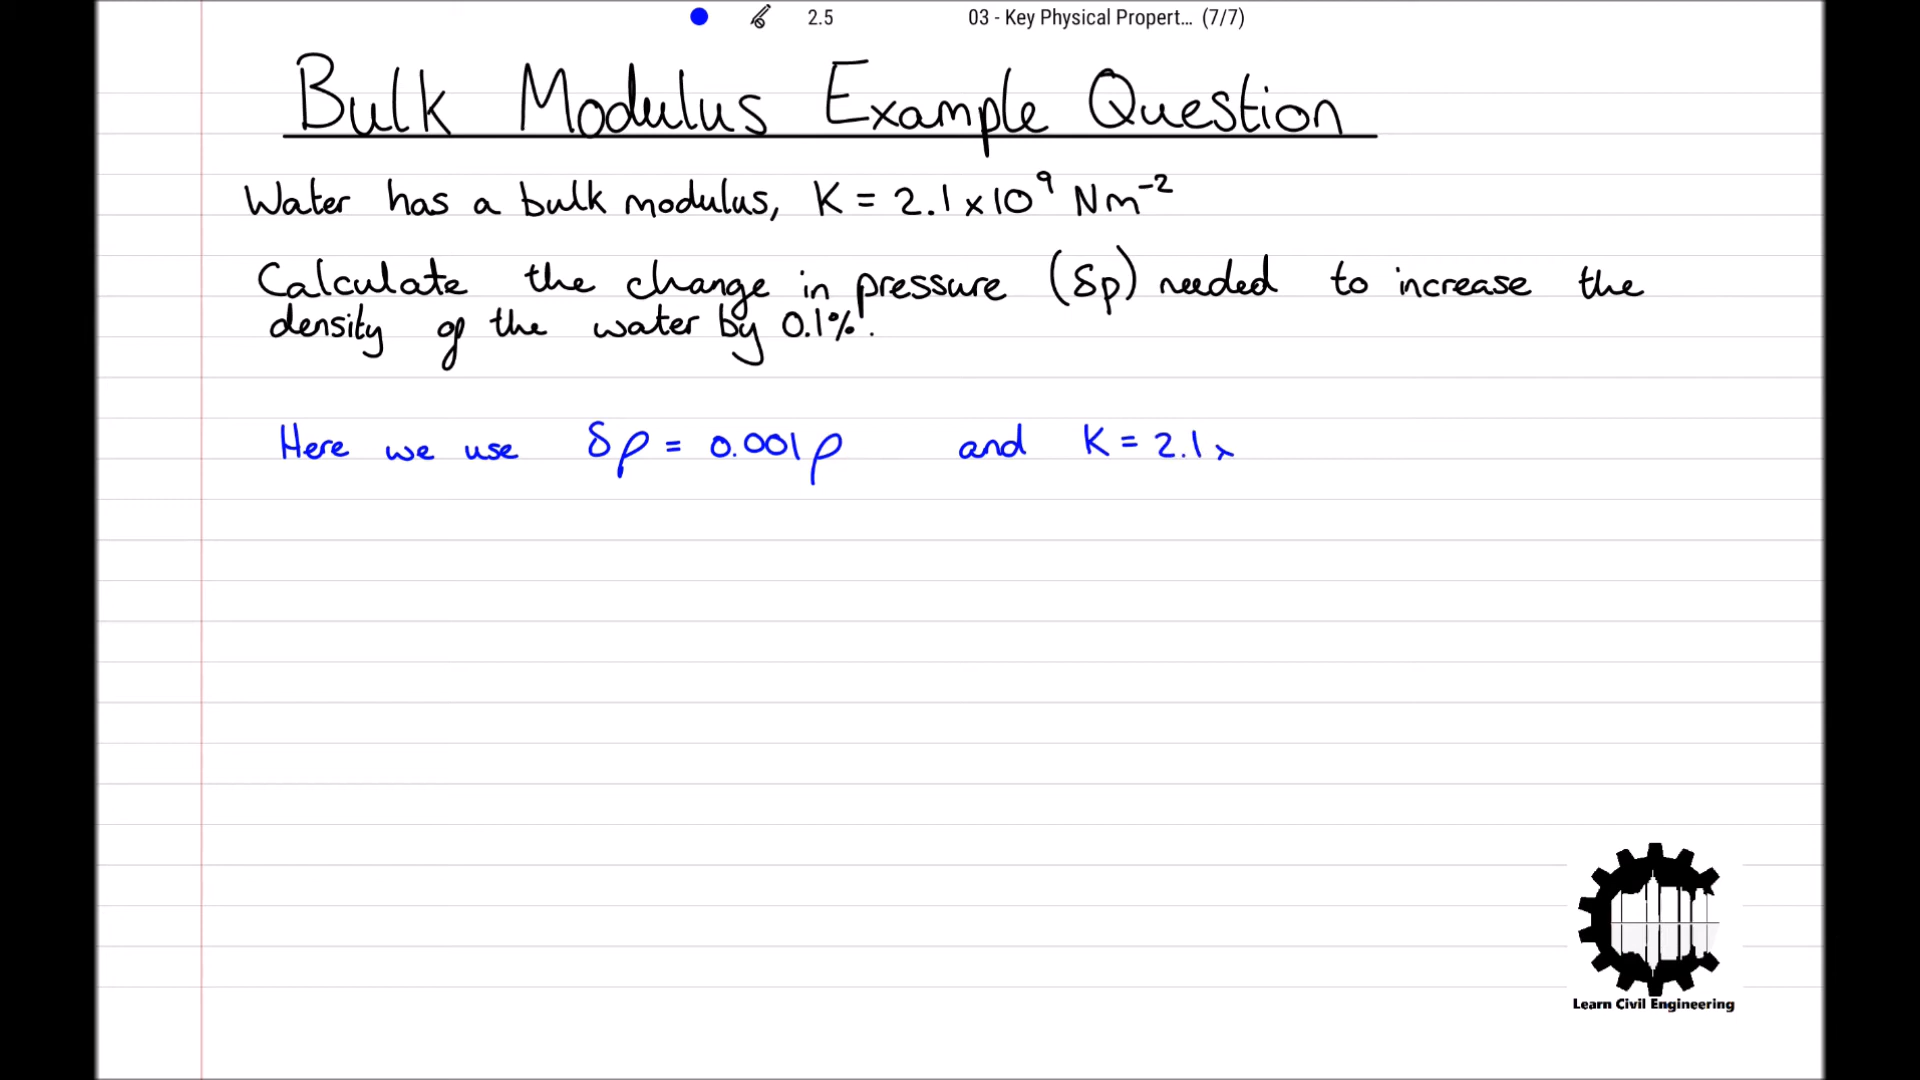 2.5 03 - Key Physical Propert... (7/7)
Bulk Modulus Example Question
Water has a bulk modulus, K = 2.1 x 10⁹ Nm⁻²
Calculate the change in pressure (δp) needed to increase the
density of the water by 0.1%.
Here we use δρ = 0.001ρ and K = 2.1 x
Learn Civil Engineering